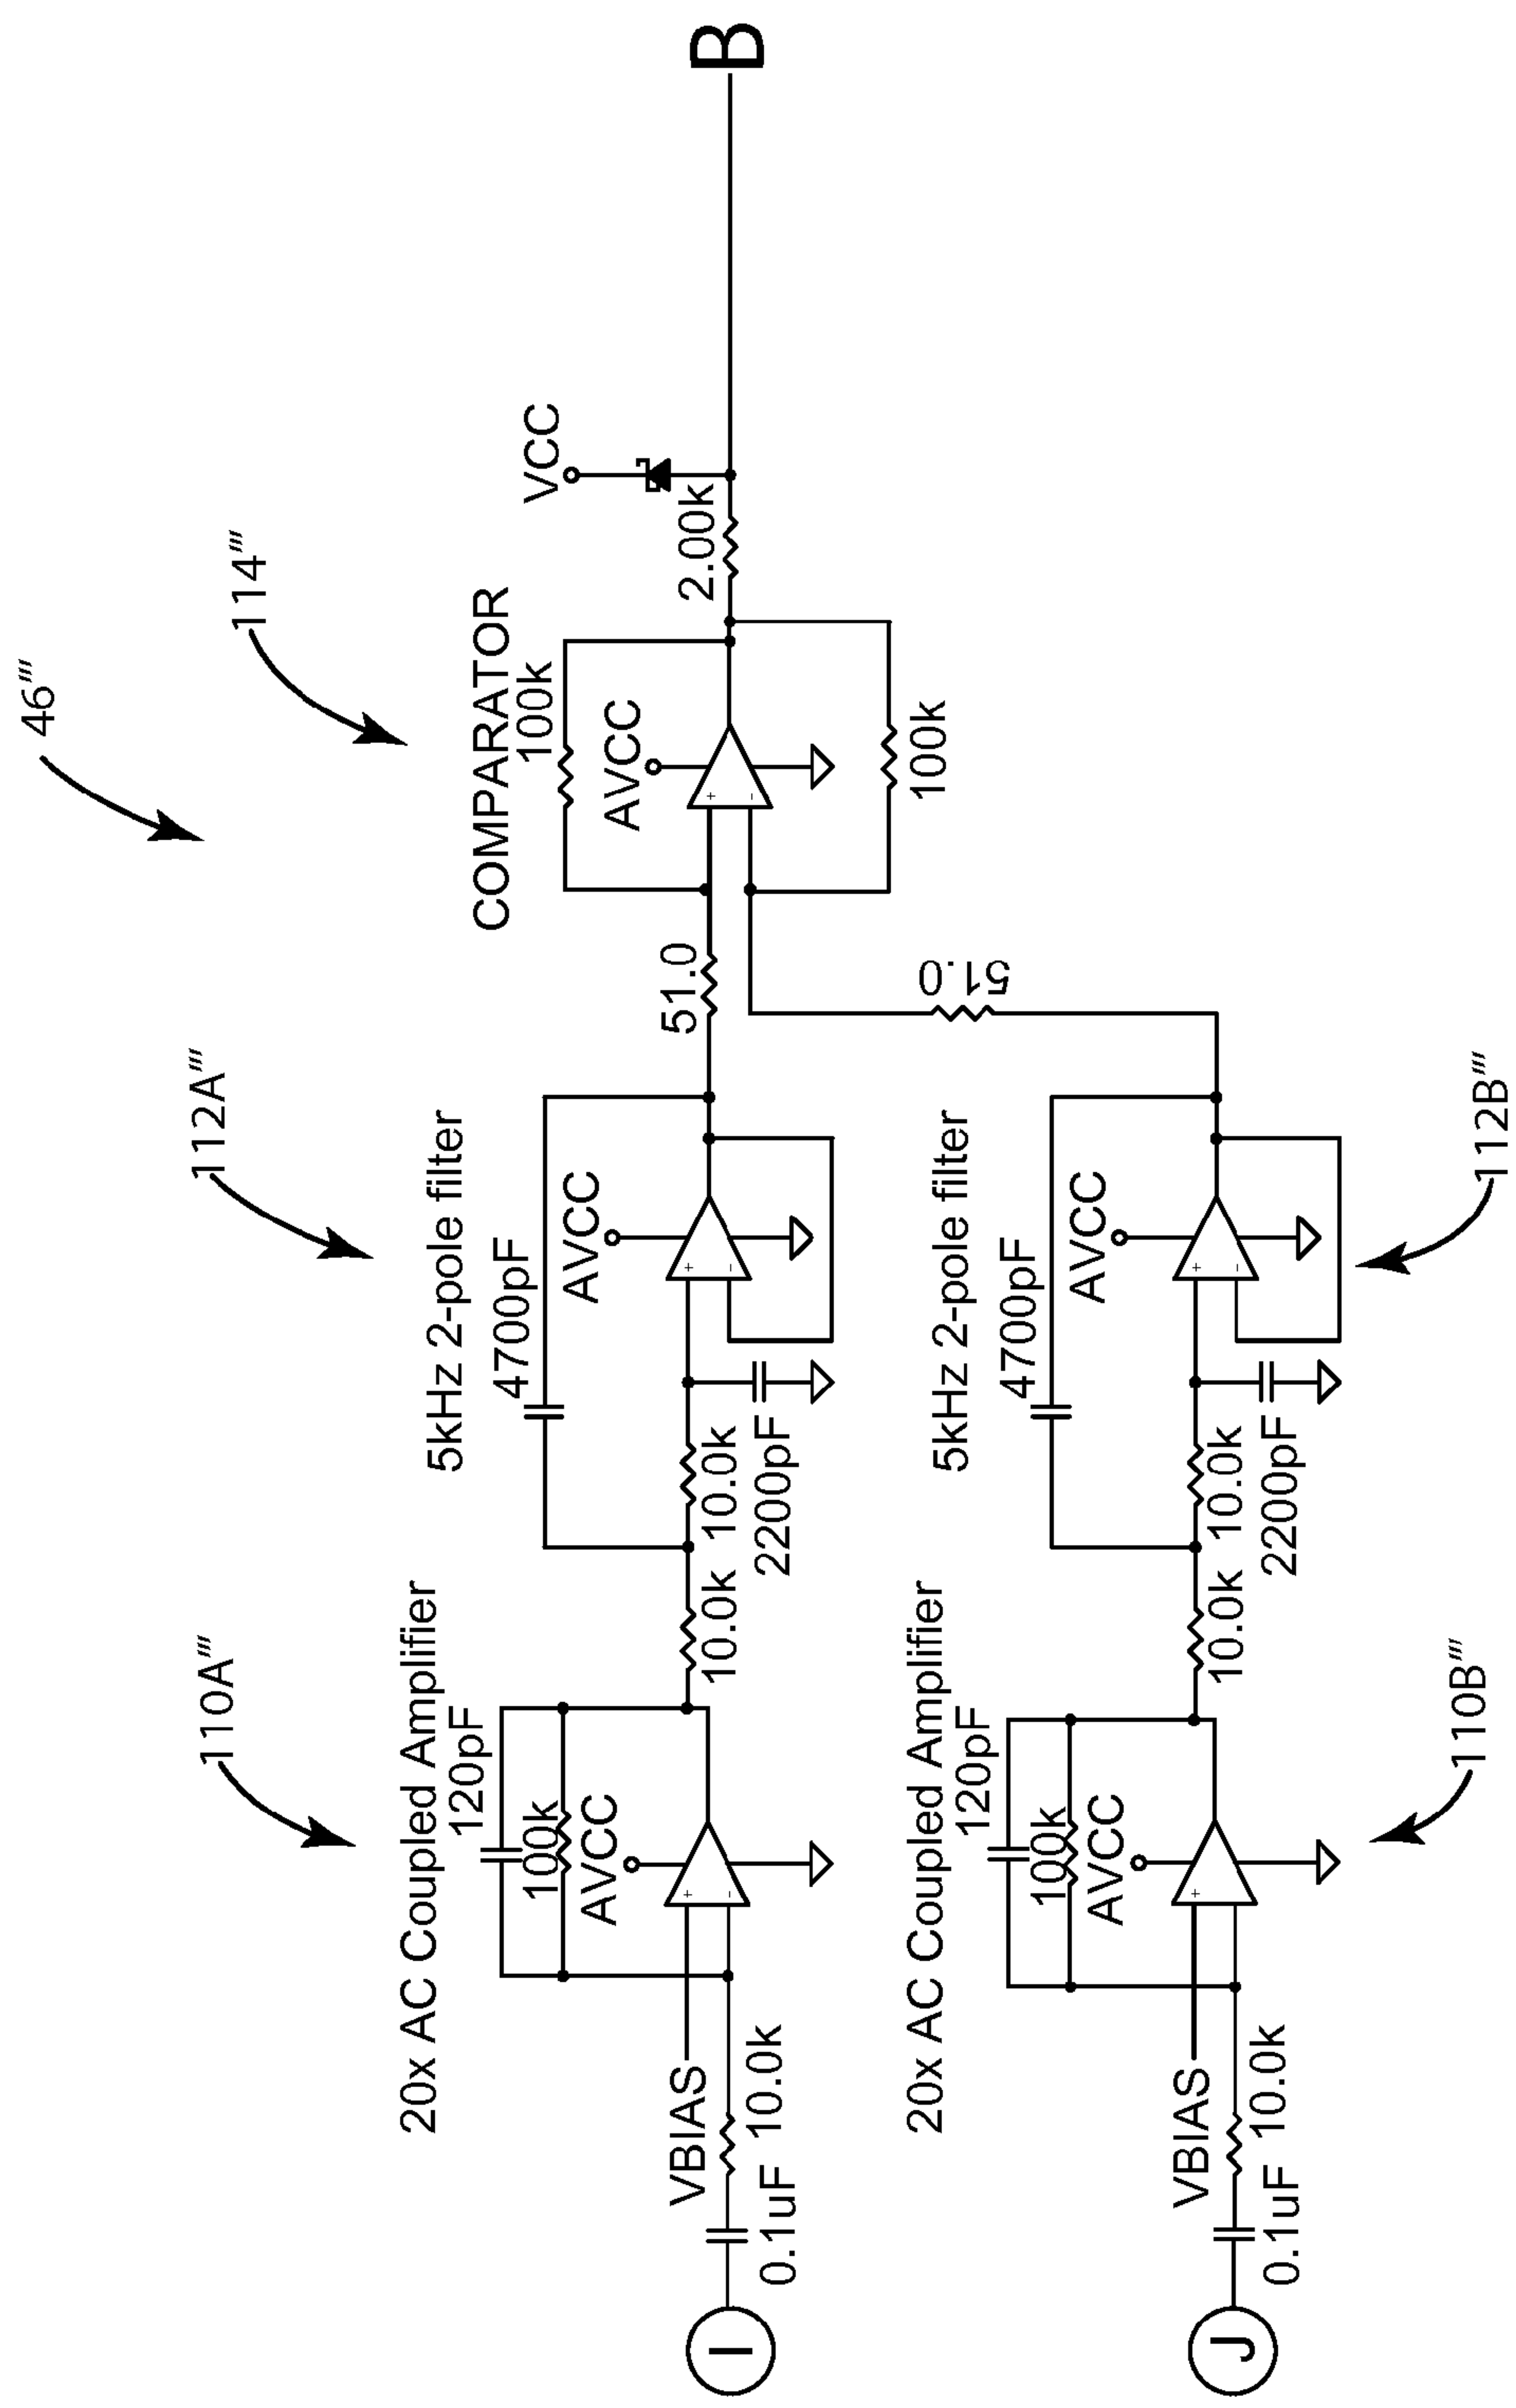 46‴
114‴
112A‴
110A‴
20x AC Coupled Amplifier
120pF
100k
AVCC
+
-
VBIAS
0.1uF
10.0k
I
10.0k
5kHz 2-pole filter
4700pF
AVCC
+
-
10.0k
2200pF
51.0
COMPARATOR
100k
AVCC
+
-
100k
2.00k
VCC
B
20x AC Coupled Amplifier
120pF
100k
AVCC
+
-
VBIAS
0.1uF
10.0k
J
10.0k
5kHz 2-pole filter
4700pF
AVCC
+
-
10.0k
2200pF
51.0
110B‴
112B‴